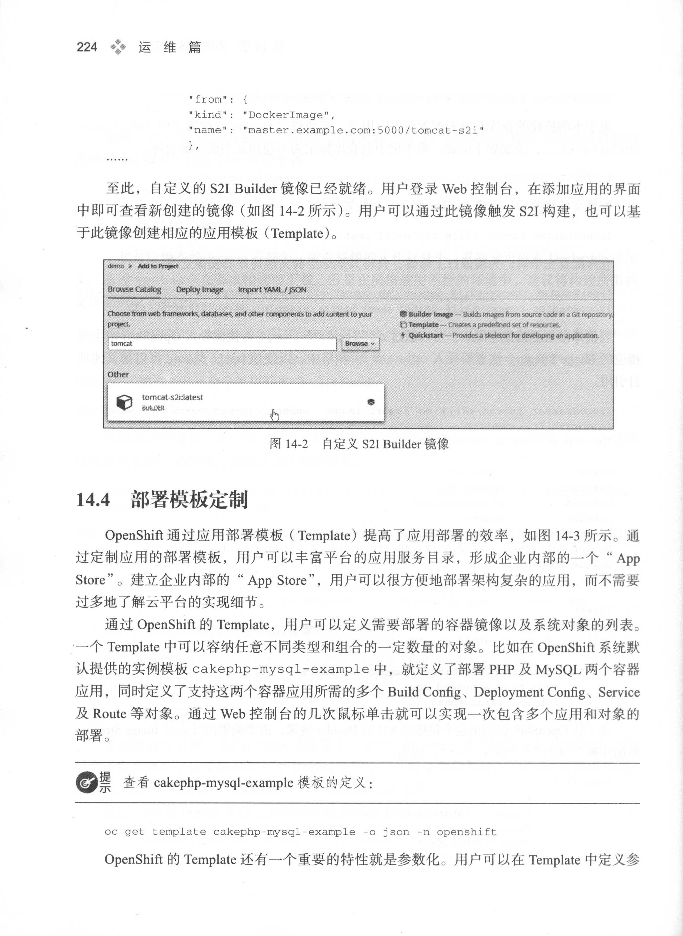 224 运 维 篇
"from": {
"kind": "DockerImage",
"name": "master.example.com:5000/tomcat-s2i"
},
……
至此，自定义的 S2I Builder 镜像已经就绪。用户登录 Web 控制台，在添加应用的界面
中即可查看新创建的镜像（如图 14-2 所示）。用户可以通过此镜像触发 S2I 构建，也可以基
于此镜像创建相应的应用模板（Template）。
demo > Add to Project
Browse Catalog Deploy Image Import YAML / JSON
Choose from web frameworks, databases, and other components to add content to your
project.
Builder Image — Builds images from source code in a Git repository.
Template — Creates a predefined set of resources.
Quickstart — Provides a skeleton for developing an application.
tomcat
Browse
Other
tomcat-s2i:latest
BUILDER
图 14-2 自定义 S2I Builder 镜像
14.4 部署模板定制
OpenShift 通过应用部署模板（Template）提高了应用部署的效率，如图 14-3 所示。通
过定制应用的部署模板，用户可以丰富平台的应用服务目录，形成企业内部的一个“App
Store”。建立企业内部的“App Store”，用户可以很方便地部署架构复杂的应用，而不需要
过多地了解云平台的实现细节。
通过 OpenShift 的 Template，用户可以定义需要部署的容器镜像以及系统对象的列表。
一个 Template 中可以容纳任意不同类型和组合的一定数量的对象。比如在 OpenShift 系统默
认提供的实例模板 cakephp-mysql-example 中，就定义了部署 PHP 及 MySQL 两个容器
应用，同时定义了支持这两个容器应用所需的多个 Build Config、Deployment Config、Service
及 Route 等对象。通过 Web 控制台的几次鼠标单击就可以实现一次包含多个应用和对象的
部署。
提示 查看 cakephp-mysql-example 模板的定义：
oc get template cakephp-mysql-example -o json -n openshift
OpenShift 的 Template 还有一个重要的特性就是参数化。用户可以在 Template 中定义参